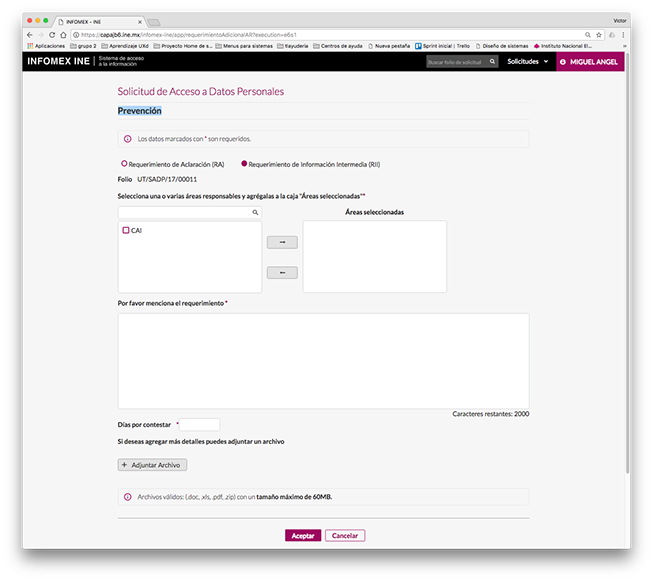 INFOMEX - INE
Victor
https://capajb6.ine.mx/infomex-ine/app/requerimientoAdicionalAR?execution=e6s1
Aplicaciones
grupo 2
Aprendizaje UXd
Proyecto Home de s...
Menus para sistemas
Yayuderia
Centros de ayuda
Nueva pestaña
Sprint inicial | Trello
Diseño de sistemas
Instituto Nacional El...
INFOMEX INE
Sistema de acceso
a la información
Buscar folio de solicitud
Solicitudes
MIGUEL ANGEL
Solicitud de Acceso a Datos Personales
Prevención
Los datos marcados con * son requeridos.
Requerimiento de Aclaración (RA)
Requerimiento de Información Intermedia (RII)
Folio UT/SADP/17/00011
Selecciona una o varias áreas responsables y agrégalas a la caja "Áreas seleccionadas"*
Áreas seleccionadas
CAI
Por favor menciona el requerimiento *
Caracteres restantes: 2000
Días por contestar *
Si deseas agregar más detalles puedes adjuntar un archivo
+ Adjuntar Archivo
Archivos válidos: (.doc, .xls, .pdf, .zip) con un tamaño máximo de 60MB.
Aceptar
Cancelar